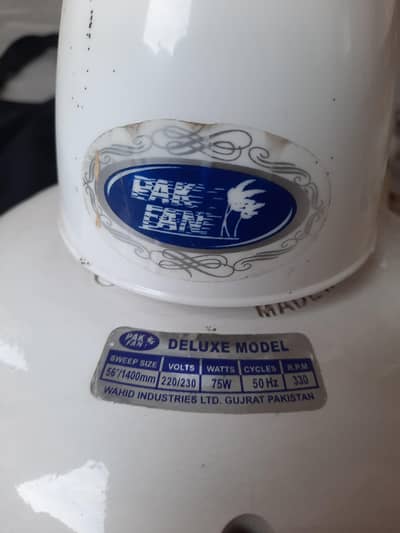 PAK
FAN
MADE
PAK
FAN
DELUXE MODEL
SWEEP SIZE VOLTS WATTS CYCLES R.P.M
56"/1400mm 220/230 75W 50 Hz 330
WAHID INDUSTRIES LTD. GUJRAT PAKISTAN